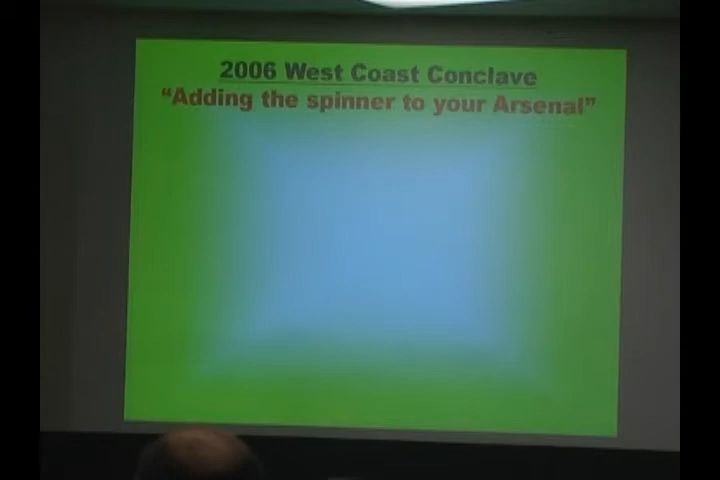 2006 West Coast Conclave
“Adding the spinner to your Arsenal”